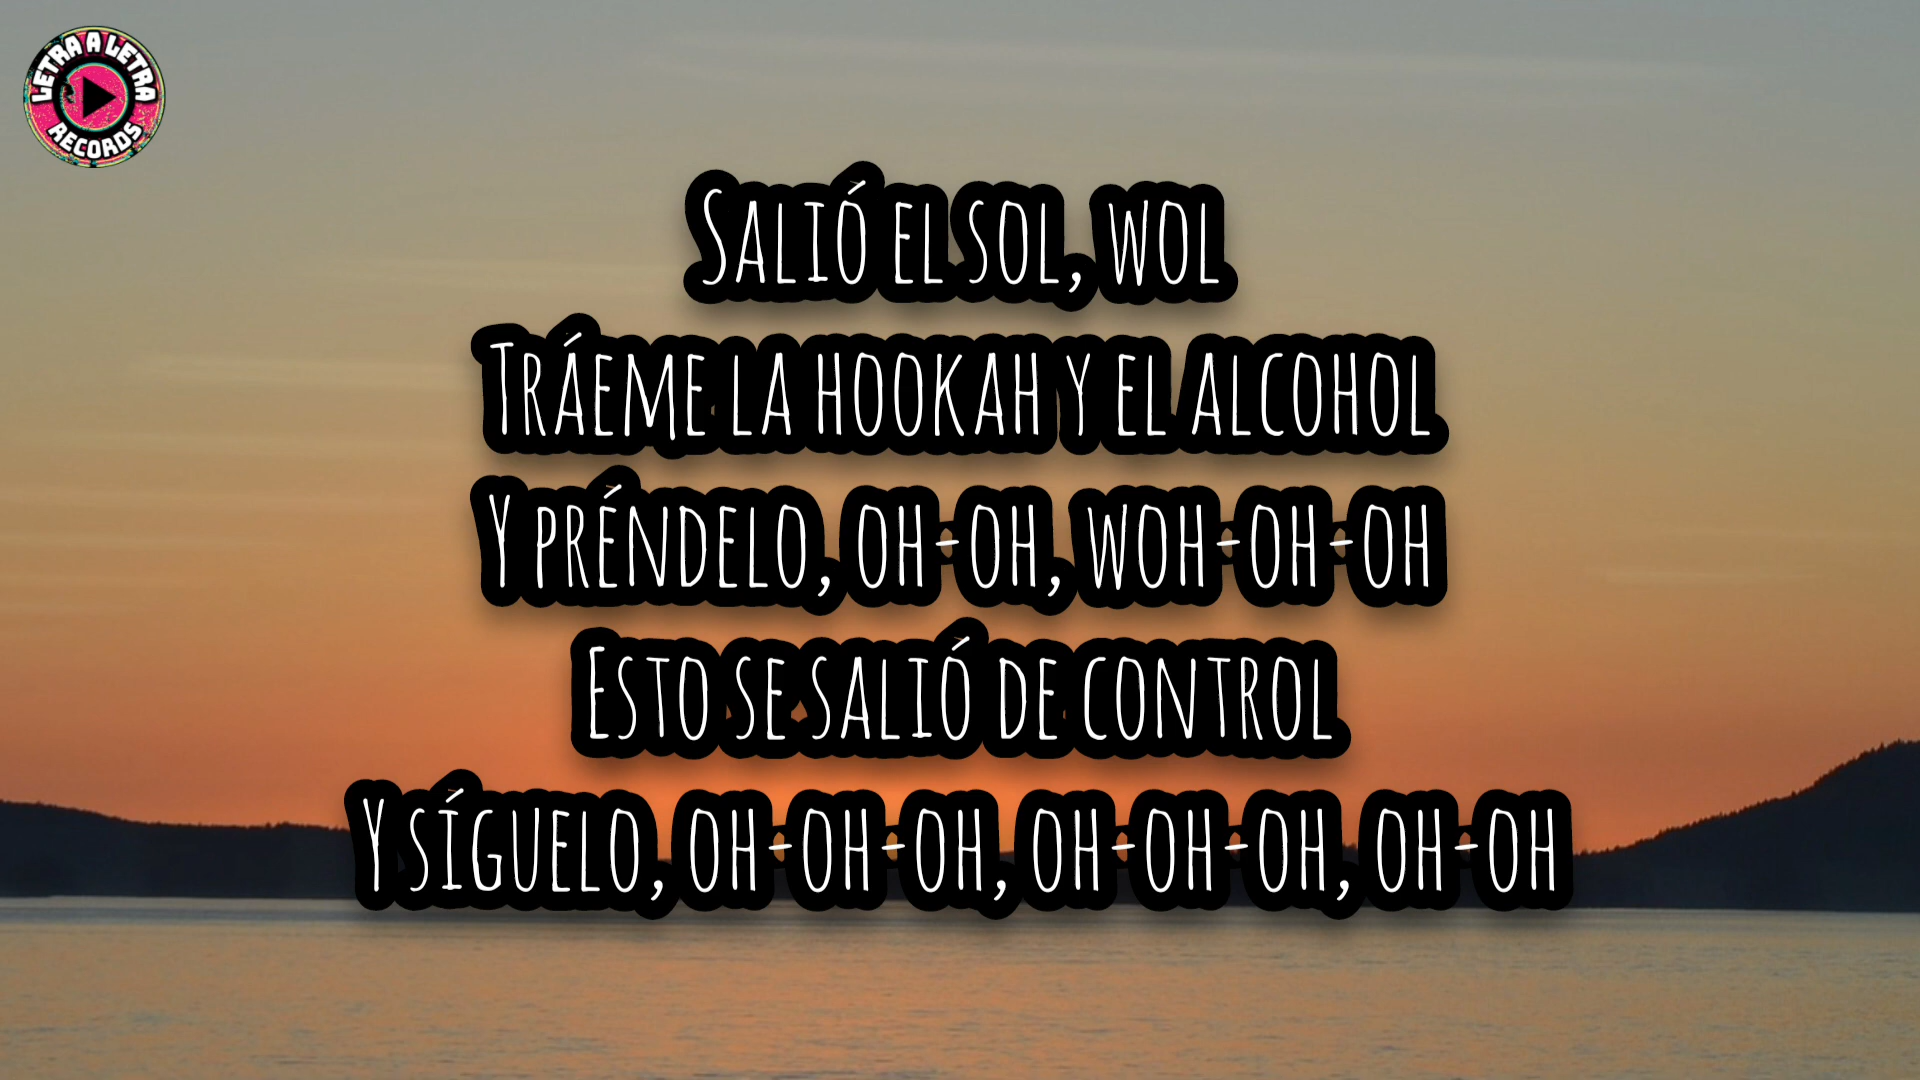 LETRA A LETRA
RECORDS
Salió el sol, wol
Tráeme la hookah y el alcohol
Y préndelo, oh-oh, woh-oh-oh
Esto se salió de control
Y síguelo, oh-oh-oh, oh-oh-oh, oh-oh